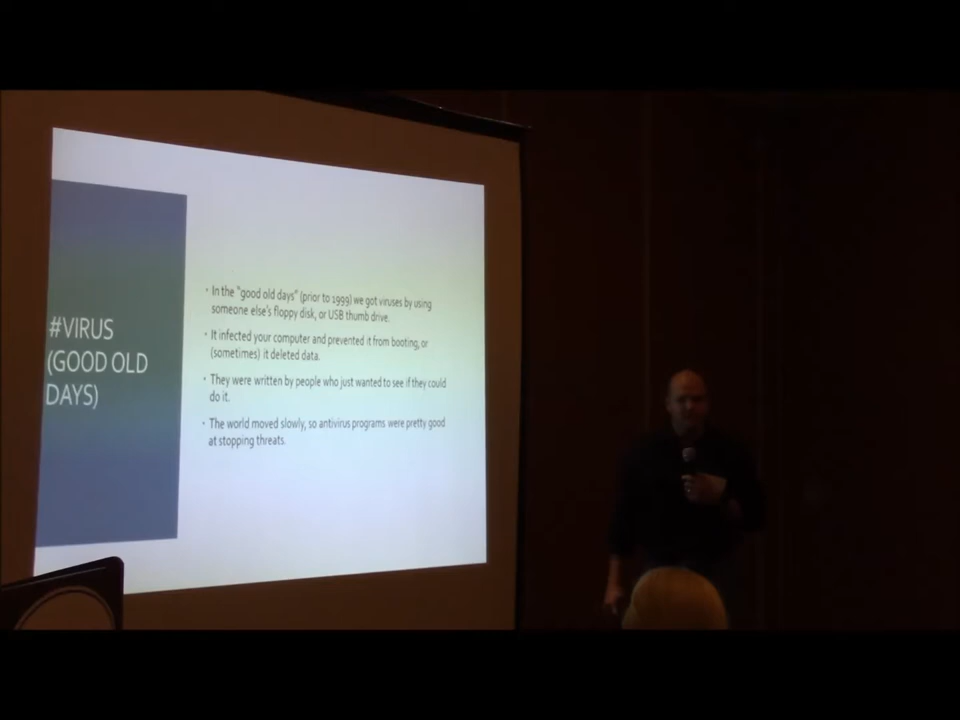 #VIRUS
(GOOD OLD
DAYS)
• In the "good old days" (prior to 1999) we got viruses by using
someone else's floppy disk, or USB thumb drive.
• It infected your computer and prevented it from booting, or
(sometimes) it deleted data.
• They were written by people who just wanted to see if they could
do it.
• The world moved slowly, so antivirus programs were pretty good
at stopping threats.